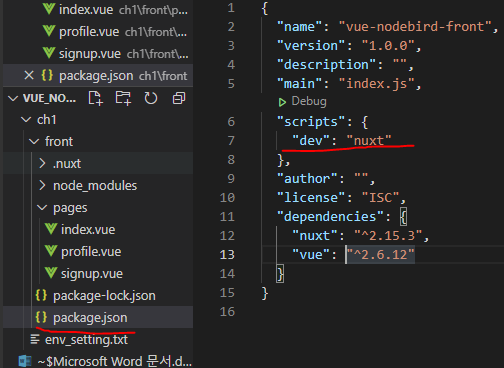 index.vue ch1\front\p...
profile.vue ch1\front...
signup.vue ch1\front...
package.json ch1\front
VUE_NO...
ch1
front
.nuxt
node_modules
pages
index.vue
profile.vue
signup.vue
package-lock.json
package.json
env_setting.txt
~$Microsoft Word 문서.d...
1 {
2 "name": "vue-nodebird-front",
3 "version": "1.0.0",
4 "description": "",
5 "main": "index.js",
Debug
6 "scripts": {
7 "dev": "nuxt"
8 },
9 "author": "",
10 "license": "ISC",
11 "dependencies": {
12 "nuxt": "^2.15.3",
13 "vue": "^2.6.12"
14 }
15 }
16